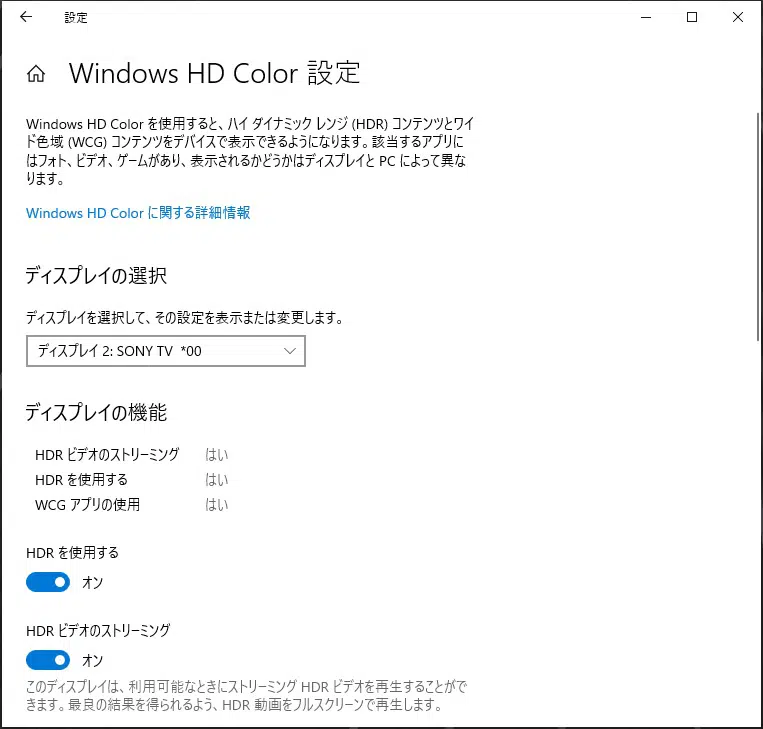 設定
Windows HD Color 設定
Windows HD Color を使用すると、ハイ ダイナミック レンジ (HDR) コンテンツとワイ
ド色域 (WCG) コンテンツをデバイスで表示できるようになります。該当するアプリに
はフォト、ビデオ、ゲームがあり、表示されるかどうかはディスプレイと PC によって異な
ります。
Windows HD Color に関する詳細情報
ディスプレイの選択
ディスプレイを選択して、その設定を表示または変更します。
ディスプレイ 2: SONY TV  *00
ディスプレイの機能
HDR ビデオのストリーミング はい
HDR を使用する はい
WCG アプリの使用 はい
HDR を使用する
オン
HDR ビデオのストリーミング
オン
このディスプレイは、利用可能なときにストリーミング HDR ビデオを再生することがで
きます。最良の結果を得られるよう、HDR 動画をフルスクリーンで再生します。